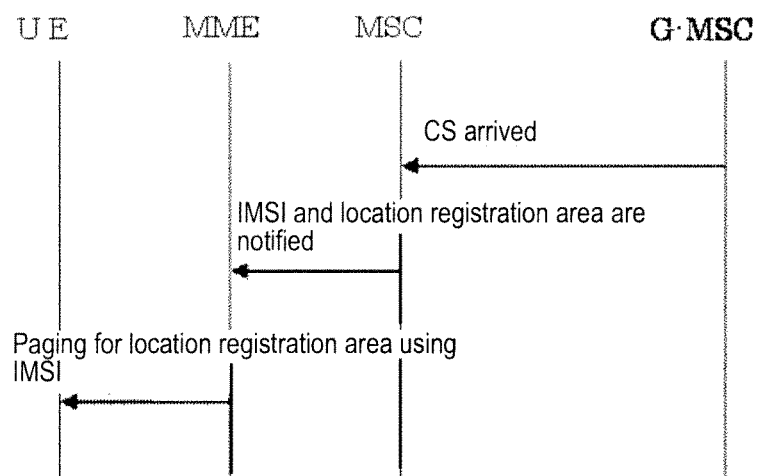 UE MME MSC G·MSC
CS arrived
IMSI and location registration area are
notified
Paging for location registration area using
IMSI